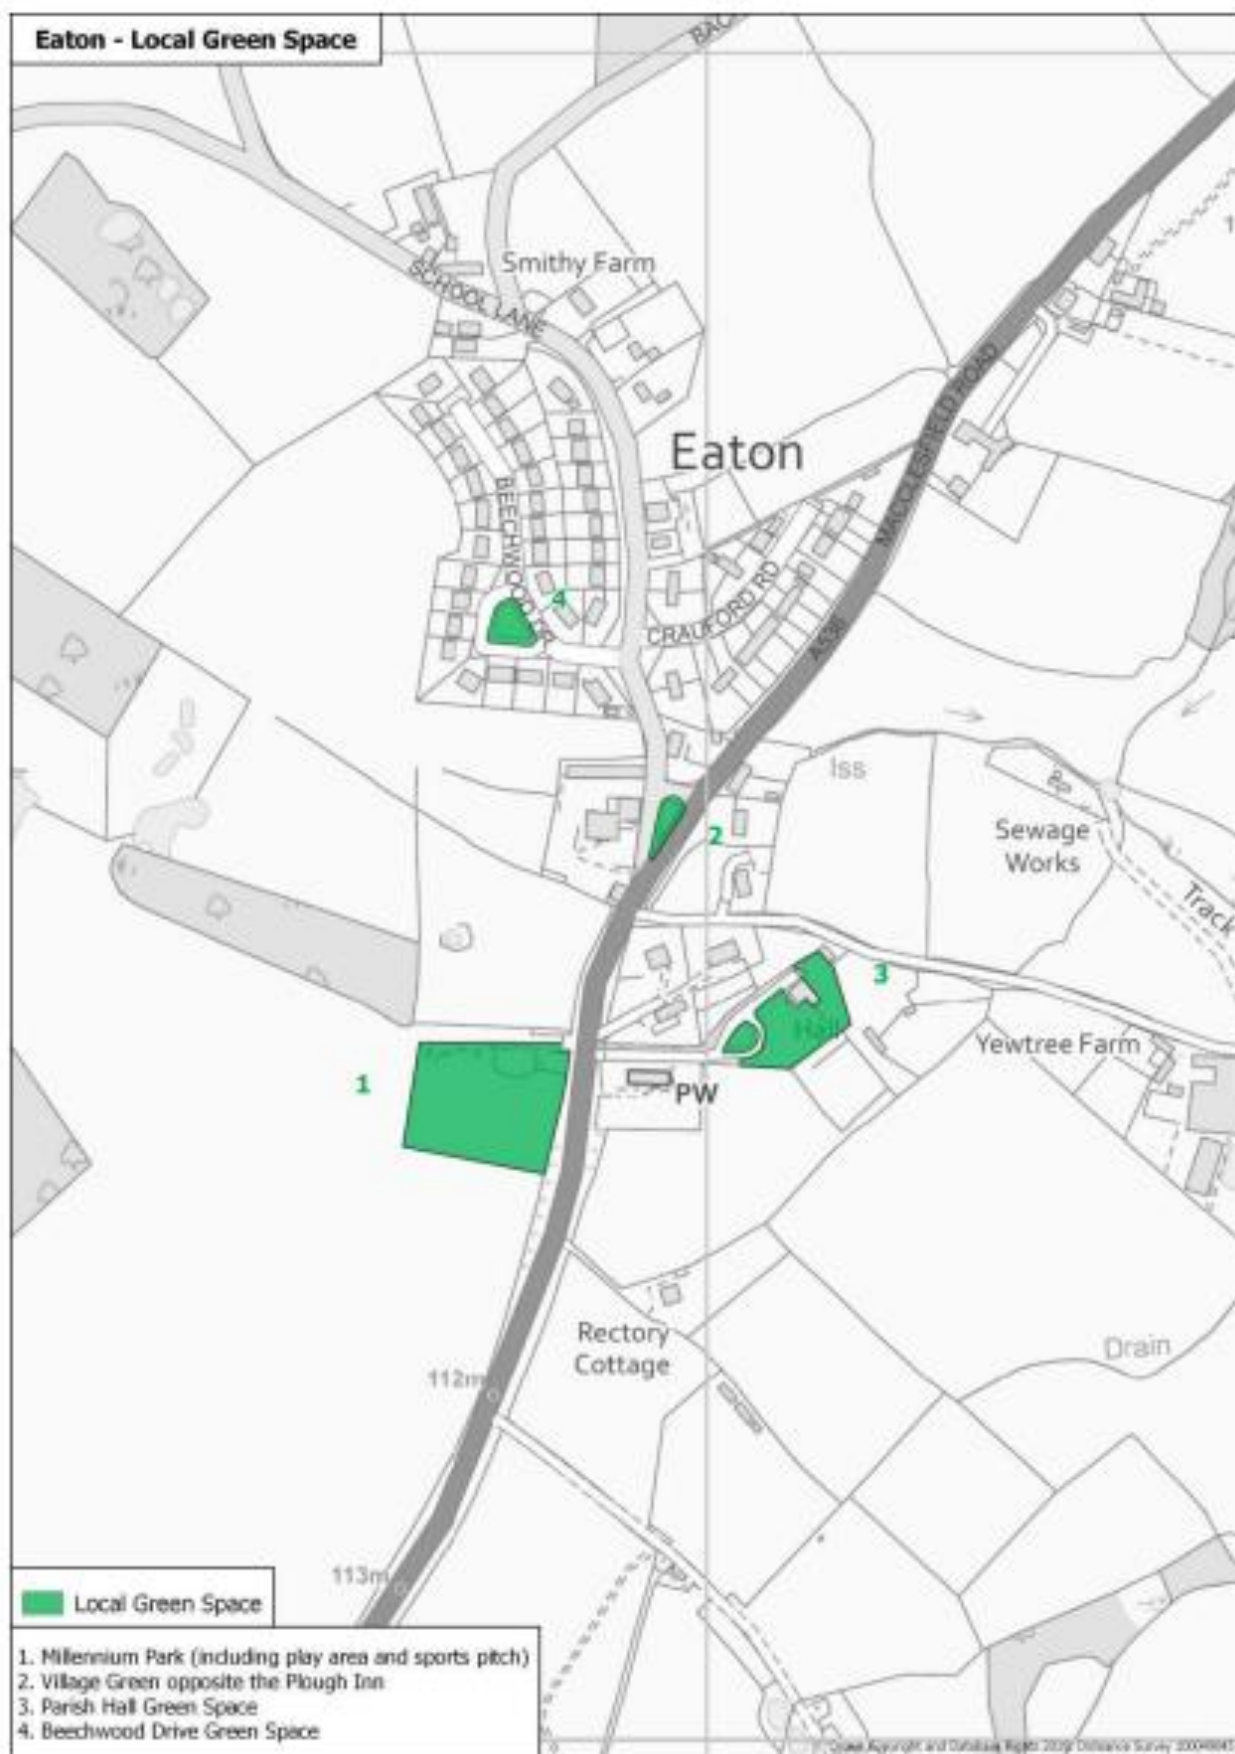 Eaton - Local Green Space
BACK
Smithy Farm
SCHOOL LANE
Eaton
MACCLESFIELD ROAD
BEECHWOOD DR
4
CRAUFORD RD
A536
Iss
Sewage
Works
2
Track
3
Hall
Yewtree Farm
1
PW
Rectory
Cottage
Drain
112m
113m
Local Green Space
1. Millennium Park (including play area and sports pitch)
2. Village Green opposite the Plough Inn
3. Parish Hall Green Space
4. Beechwood Drive Green Space